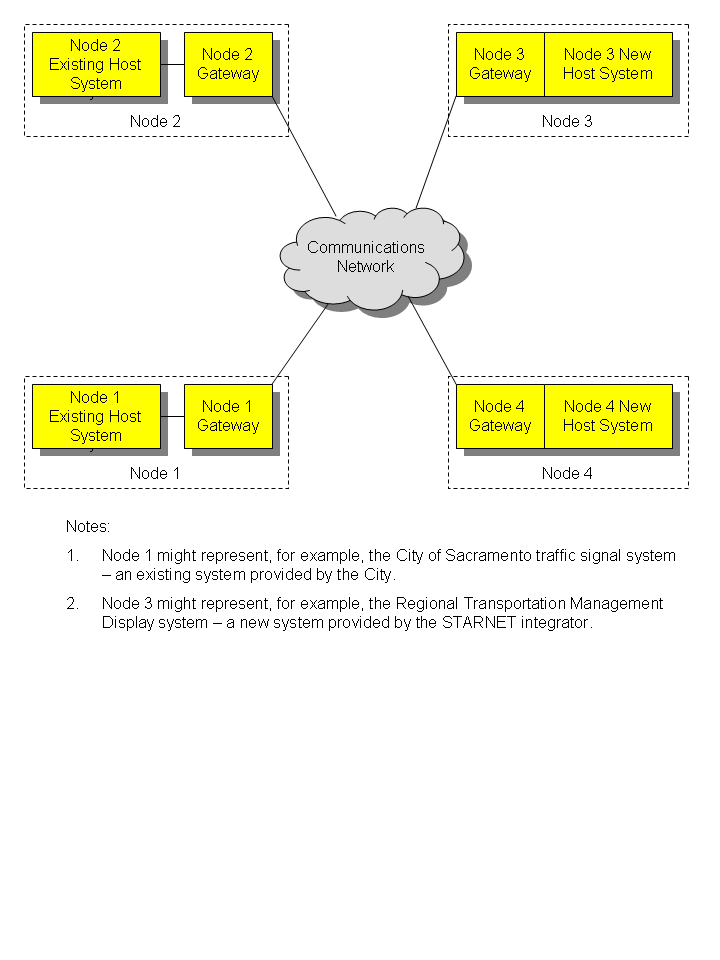 Node 2
Existing Host
System
Node 2
Gateway
Node 2
Node 3
Gateway
Node 3 New
Host System
Node 3
Communications
Network
Node 1
Existing Host
System
Node 1
Gateway
Node 1
Node 4
Gateway
Node 4 New
Host System
Node 4
Notes:
1. Node 1 might represent, for example, the City of Sacramento traffic signal system
– an existing system provided by the City.
2. Node 3 might represent, for example, the Regional Transportation Management
Display system – a new system provided by the STARNET integrator.